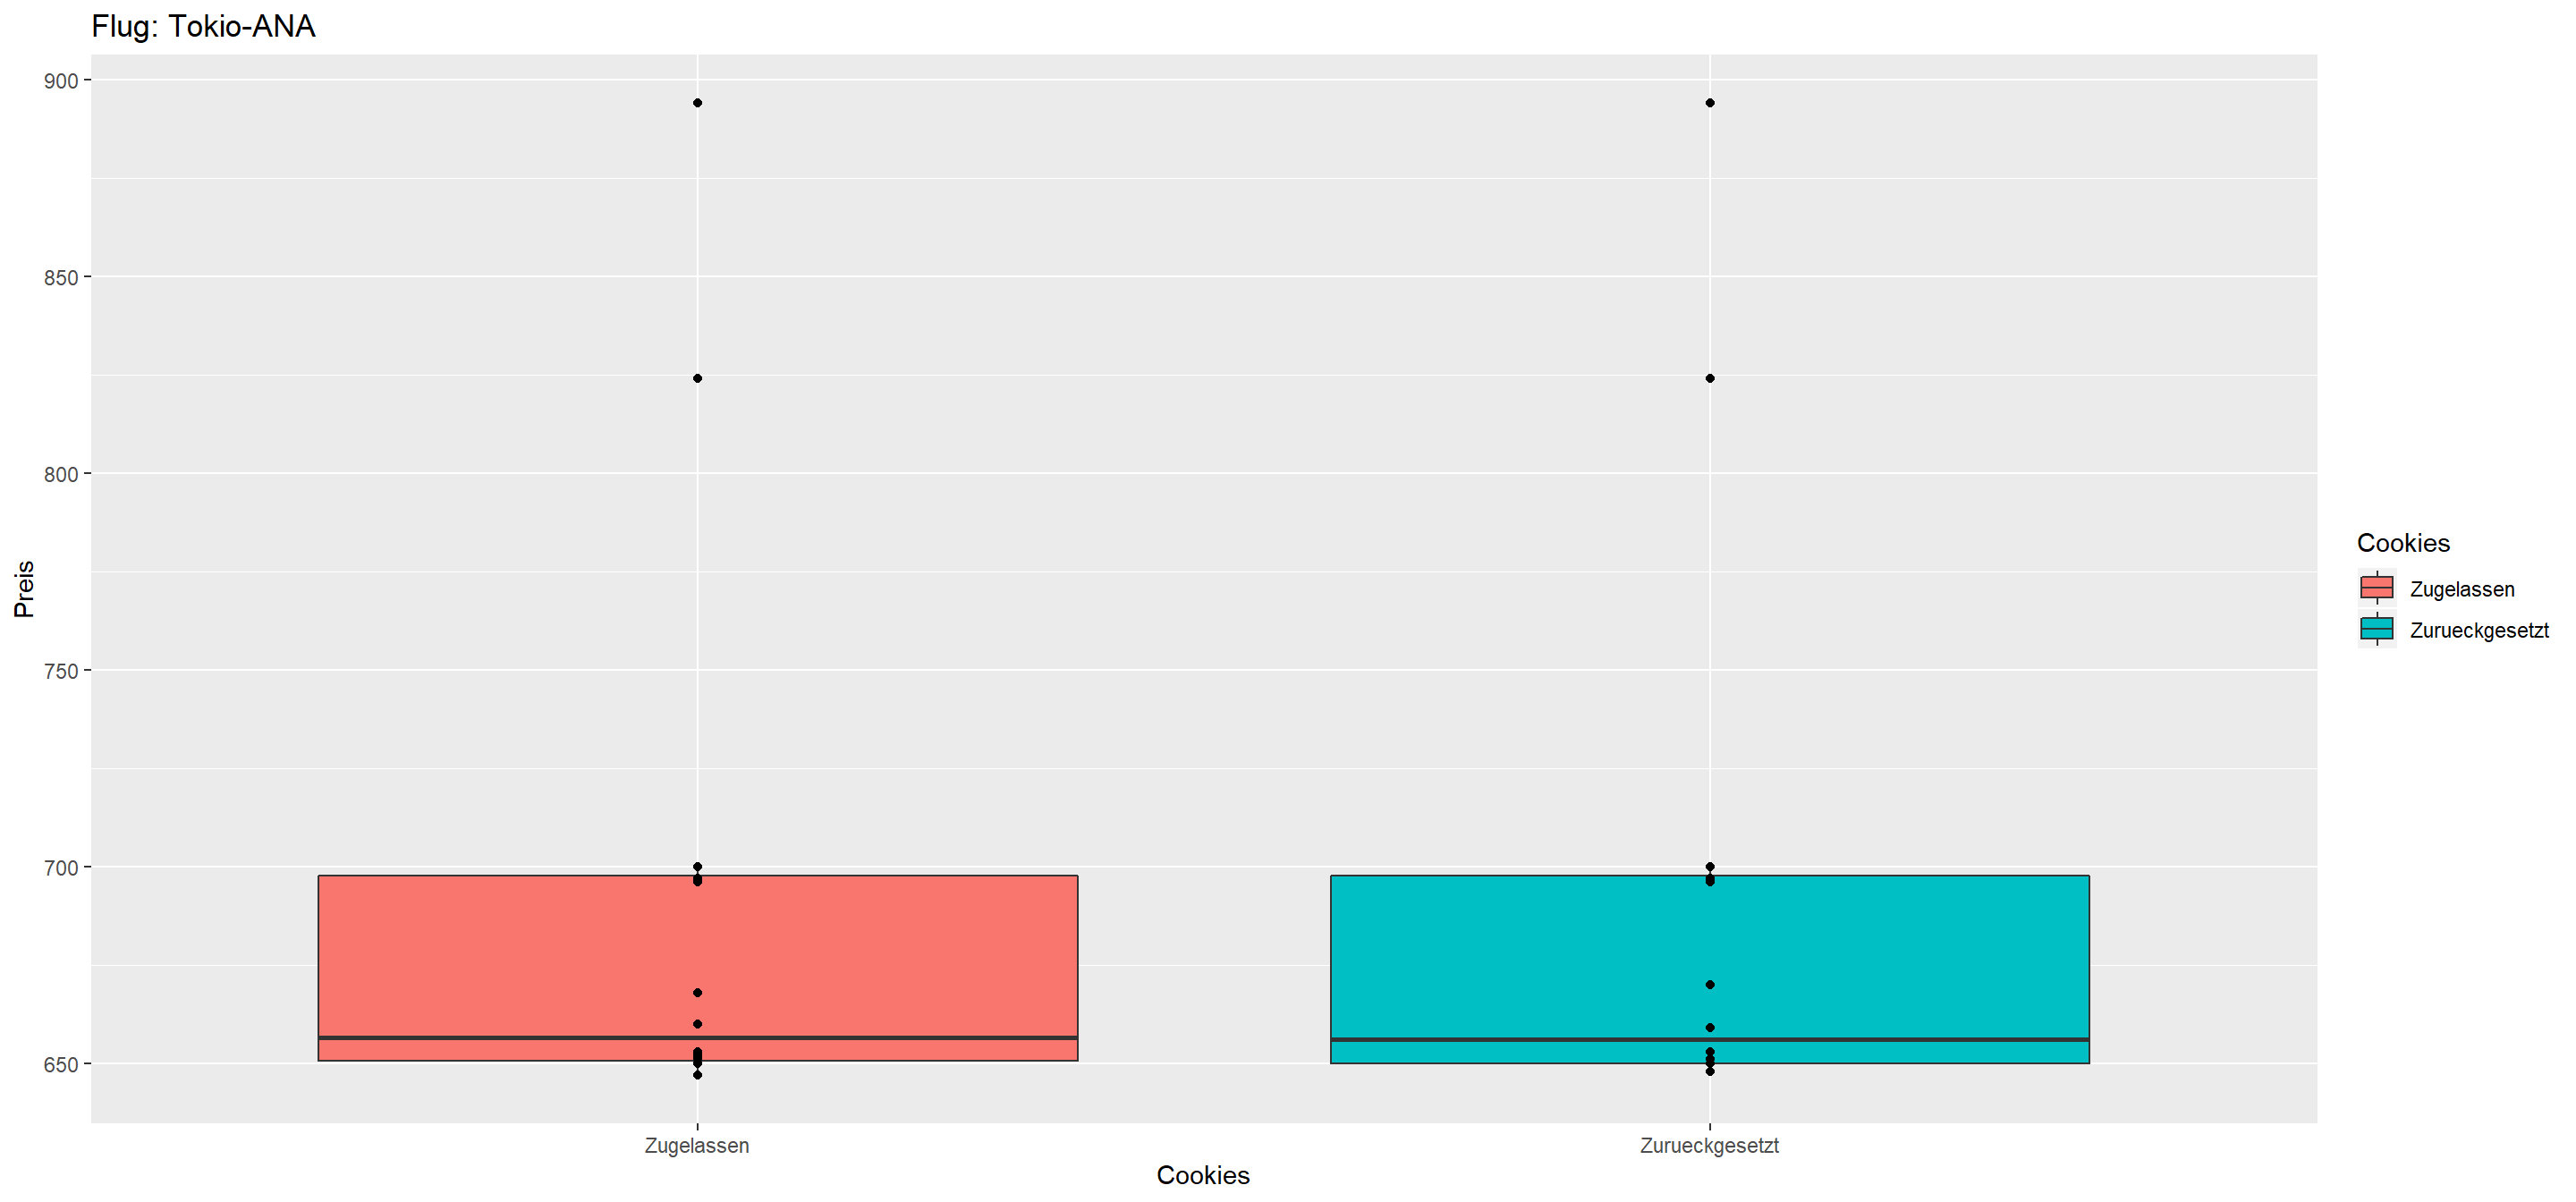 Flug: Tokio-ANA
900
850
800
750
700
650
Preis
Zugelassen
Zurueckgesetzt
Cookies
Cookies
Zugelassen
Zurueckgesetzt